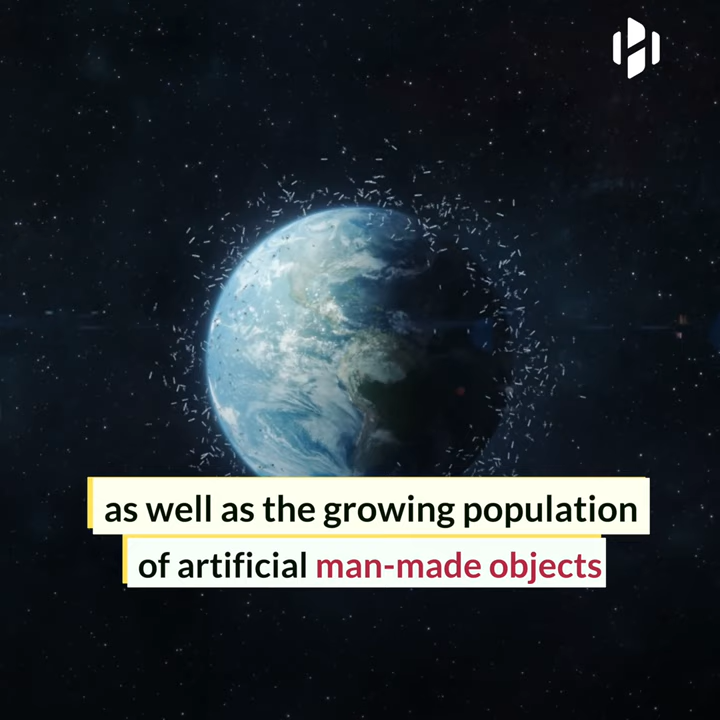 as well as the growing population
of artificial man-made objects